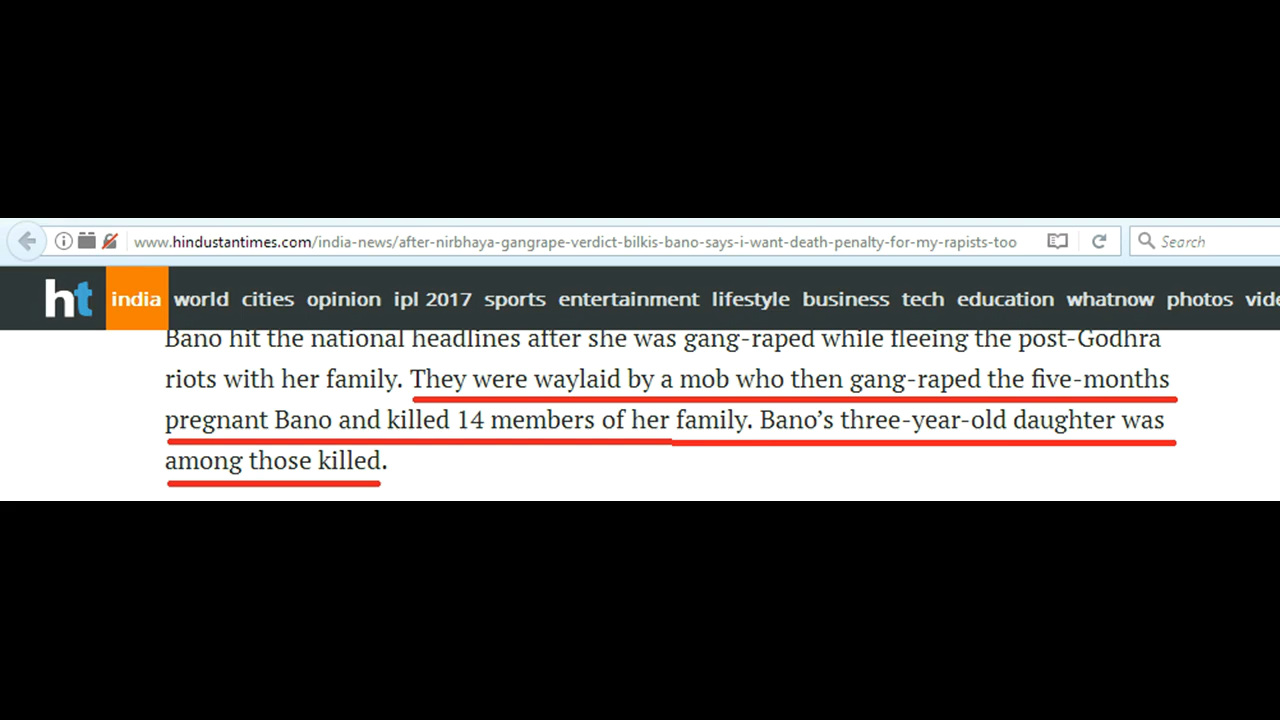 www.hindustantimes.com/india-news/after-nirbhaya-gangrape-verdict-bilkis-bano-says-i-want-death-penalty-for-my-rapists-too Search
ht india world cities opinion ipl 2017 sports entertainment lifestyle business tech education whatnow photos vide
Bano hit the national headlines after she was gang-raped while fleeing the post-Godhra
riots with her family. They were waylaid by a mob who then gang-raped the five-months
pregnant Bano and killed 14 members of her family. Bano’s three-year-old daughter was
among those killed.